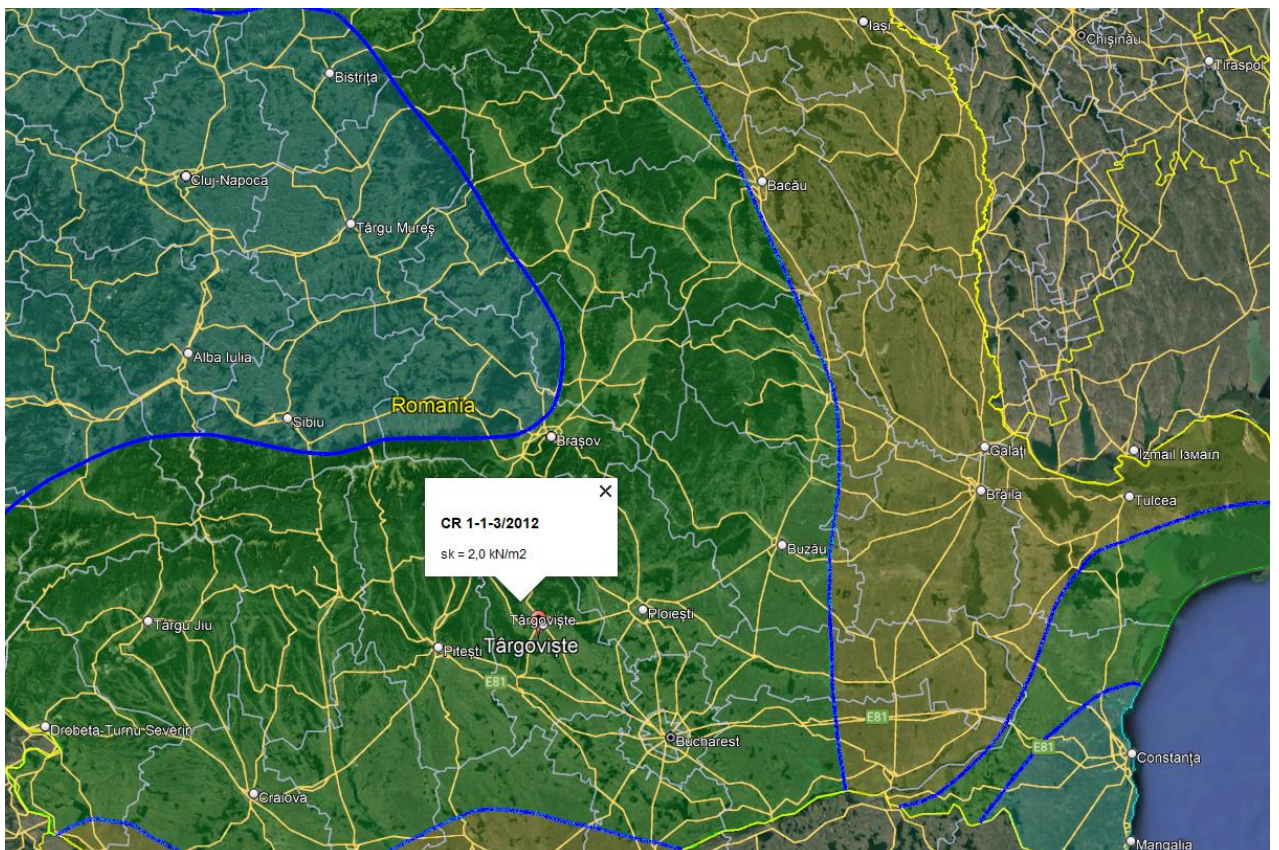 Iași
Chișinău
Tiraspol
Bistrița
Cluj-Napoca
Bacău
Târgu Mureș
Alba Iulia
Romania
Sibiu
Brașov
Galați
Izmail Ізмаїл
CR 1-1-3/2012
sk = 2,0 kN/m2
Brăila
Tulcea
Buzău
Ploiești
Târgoviște
Târgu Jiu
Târgoviște
Pitești
E81
E81
Drobeta-Turnu Severin
Bucharest
E81
Constanța
Craiova
Mangalia